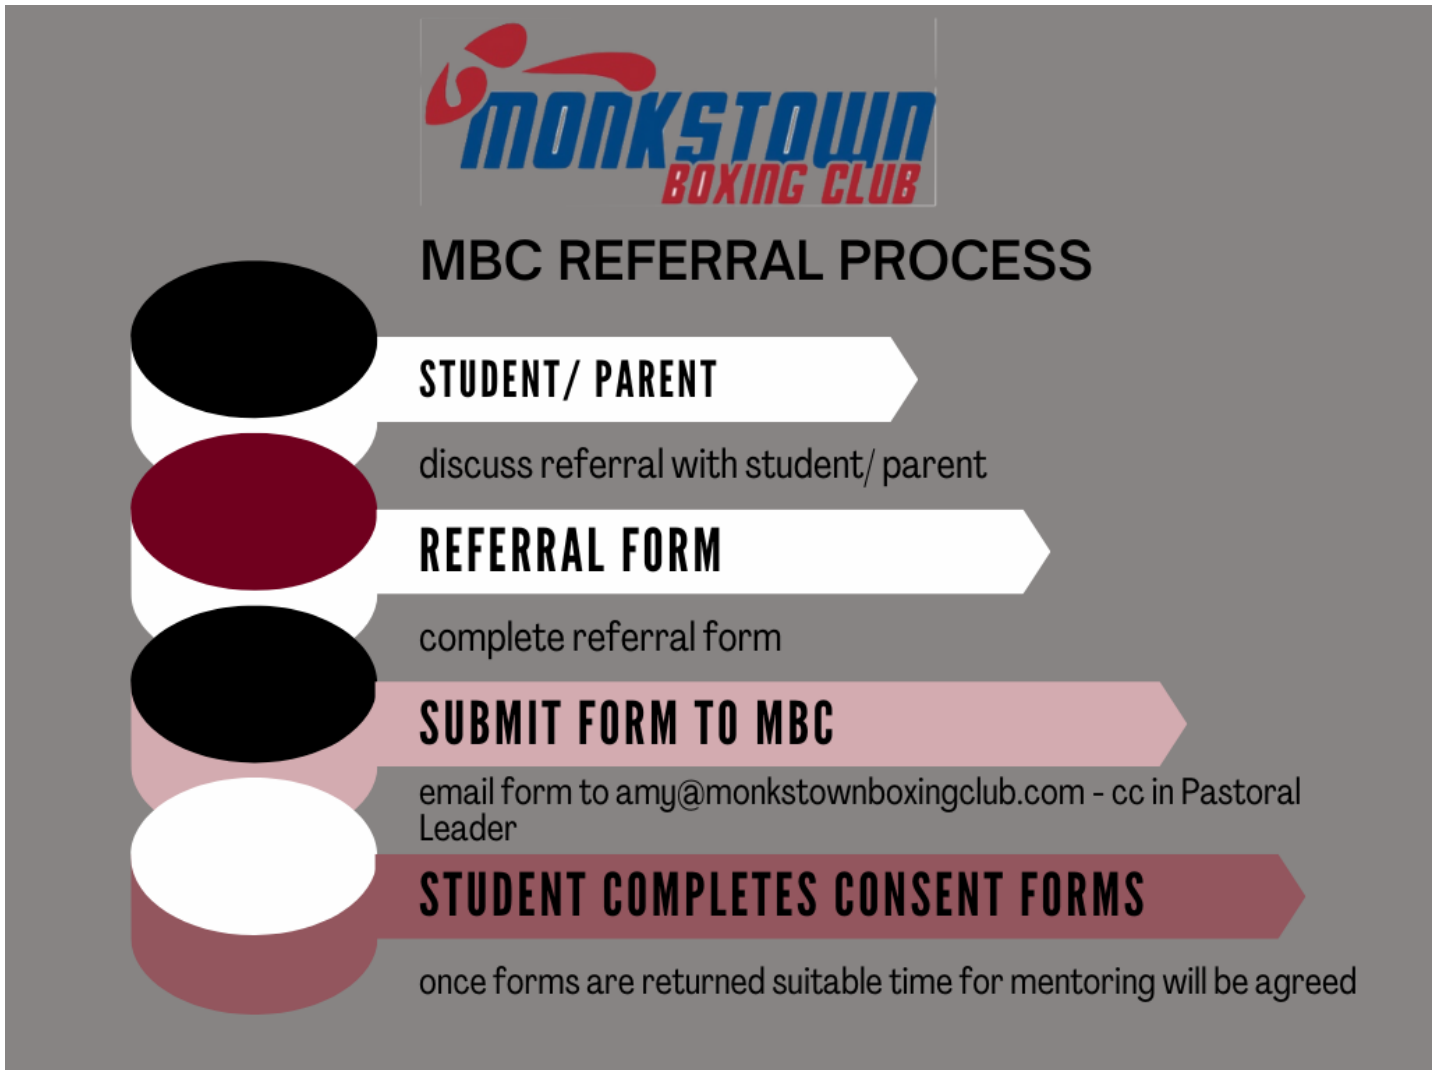 MONKSTOWN
BOXING CLUB
MBC REFERRAL PROCESS
STUDENT/ PARENT
discuss referral with student/ parent
REFERRAL FORM
complete referral form
SUBMIT FORM TO MBC
email form to amy@monkstownboxingclub.com - cc in Pastoral
Leader
STUDENT COMPLETES CONSENT FORMS
once forms are returned suitable time for mentoring will be agreed